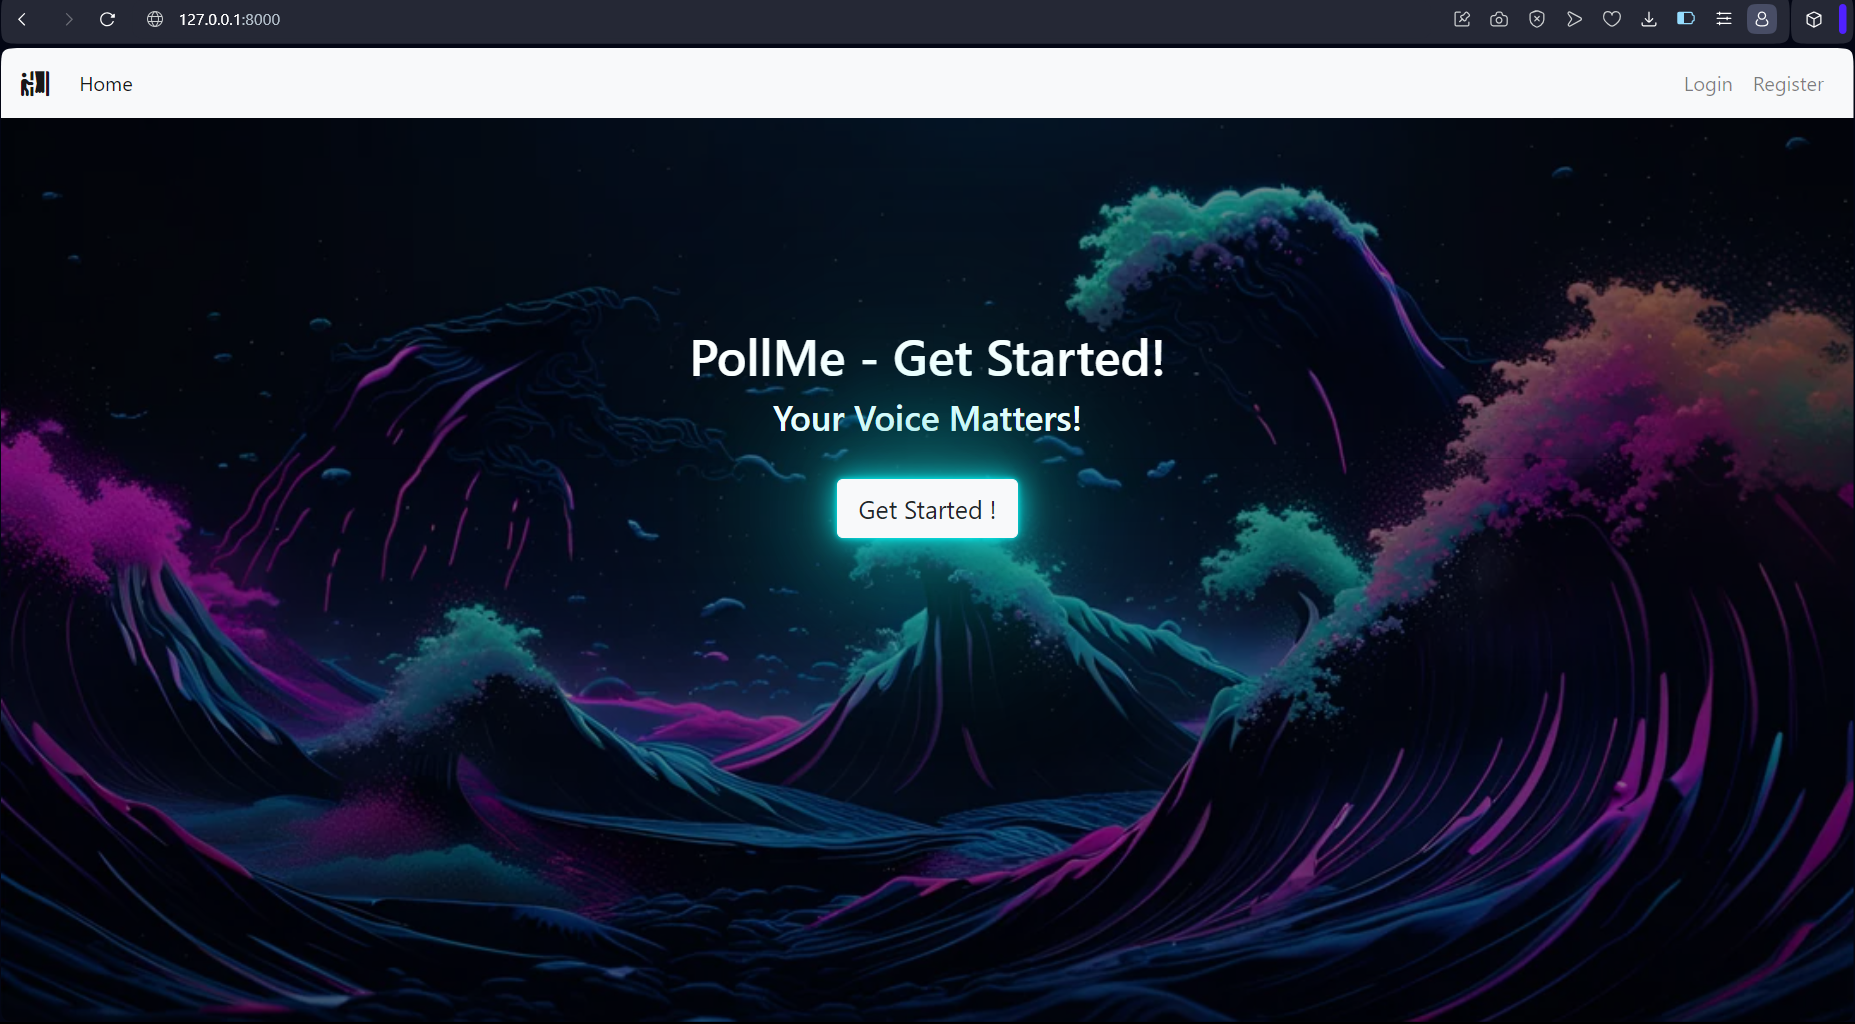 127.0.0.1:8000
Home
Login
Register
PollMe - Get Started!
Your Voice Matters!
Get Started !